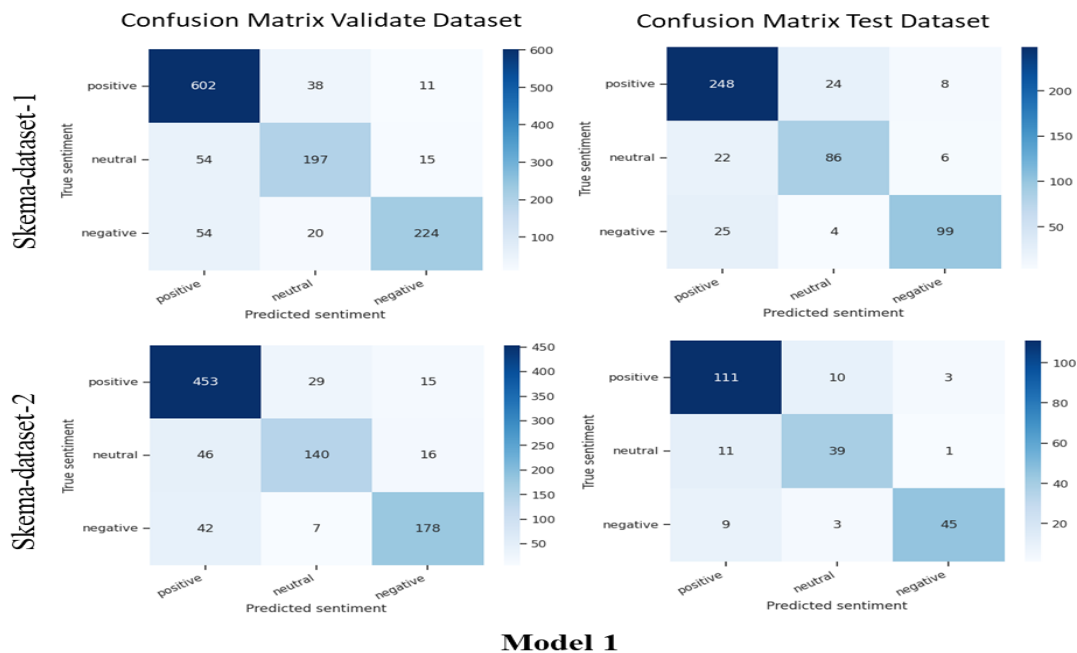 Confusion Matrix Validate Dataset
Confusion Matrix Test Dataset
Skema-dataset-1
True sentiment
positive 602 38 11
neutral 54 197 15
negative 54 20 224
positive neutral negative
Predicted sentiment
600
500
400
300
200
100
True sentiment
positive 248 24 8
neutral 22 86 6
negative 25 4 99
positive neutral negative
Predicted sentiment
200
150
100
50
Skema-dataset-2
True sentiment
positive 453 29 15
neutral 46 140 16
negative 42 7 178
positive neutral negative
Predicted sentiment
450
400
350
300
250
200
150
100
50
True sentiment
positive 111 10 3
neutral 11 39 1
negative 9 3 45
positive neutral negative
Predicted sentiment
100
80
60
40
20
Model 1